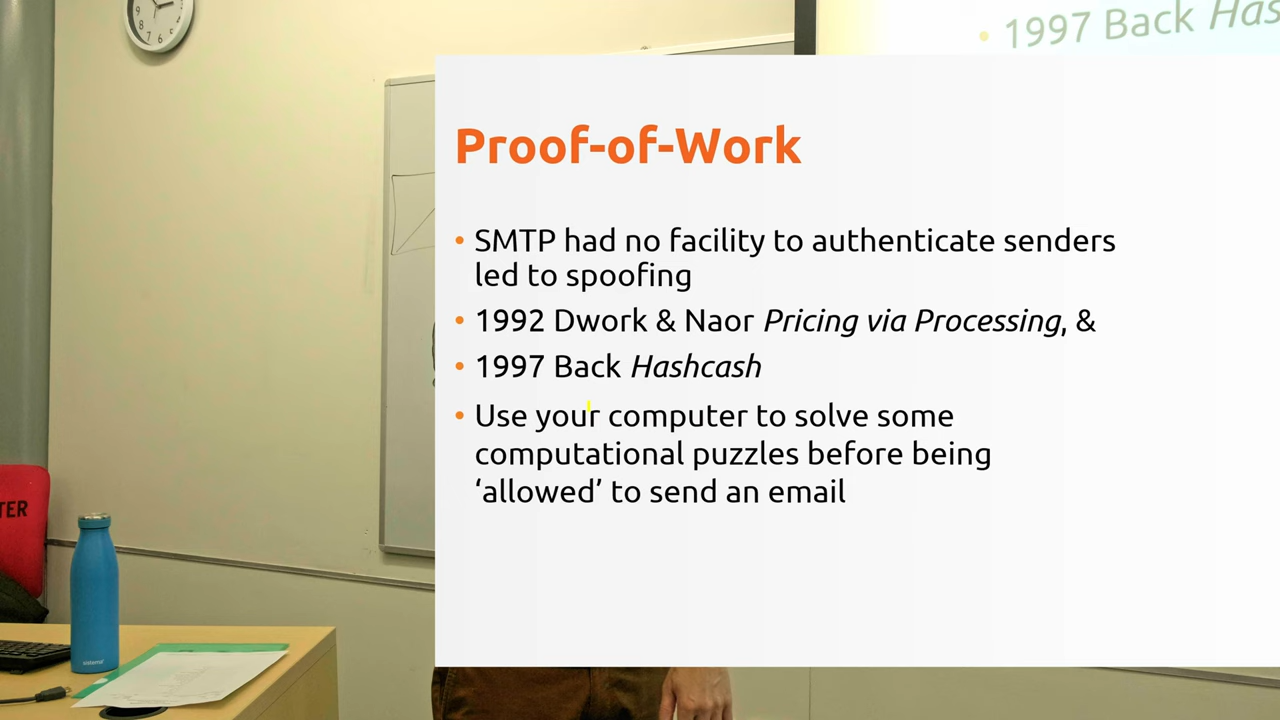 1997 Back Has
Proof-of-Work
• SMTP had no facility to authenticate senders
led to spoofing
• 1992 Dwork & Naor Pricing via Processing, &
• 1997 Back Hashcash
• Use your computer to solve some
computational puzzles before being
‘allowed’ to send an email
TER
sistema